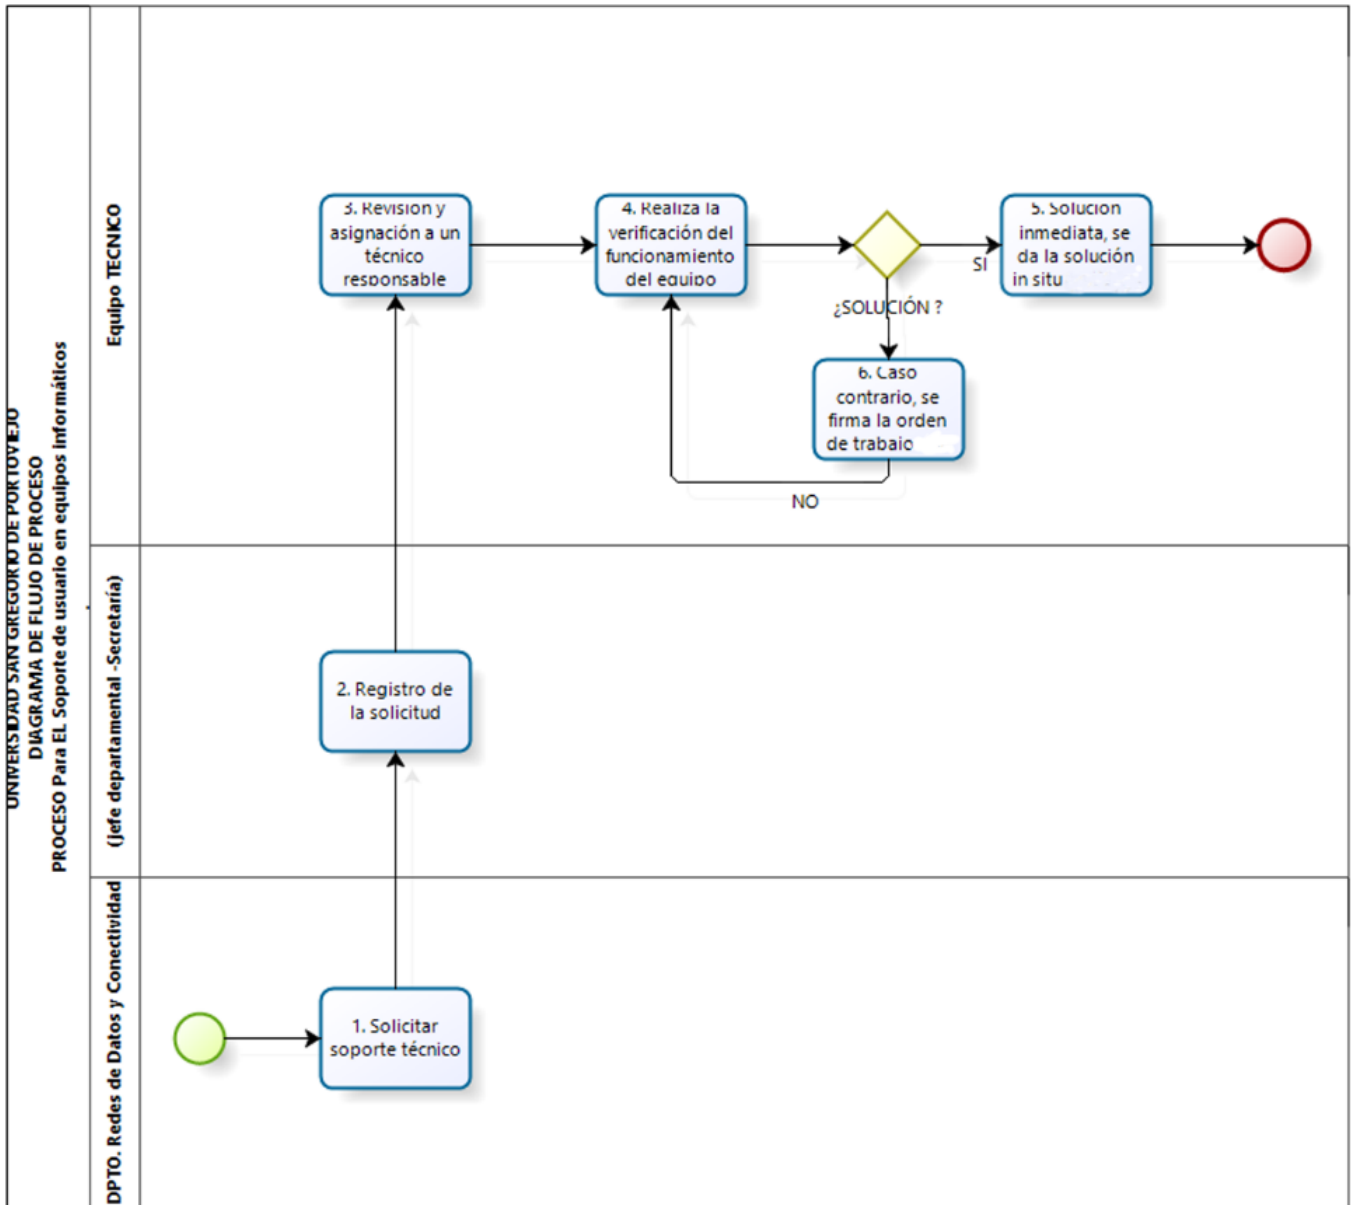 UNIVERSIDAD SAN GREGORIO DE PORTOVIEJO
DIAGRAMA DE FLUJO DE PROCESO
PROCESO Para EL Soporte de usuario en equipos informáticos
Equipo TECNICO
3. Revisión y
asignación a un
técnico
responsable
4. Realiza la
verificación del
funcionamiento
del equipo
SI
¿SOLUCIÓN ?
5. Solución
inmediata, se
da la solución
in situ
6. Caso
contrario, se
firma la orden
de trabajo
NO
(jefe departamental -Secretaría)
2. Registro de
la solicitud
DPTO. Redes de Datos y Conectividad
1. Solicitar
soporte técnico